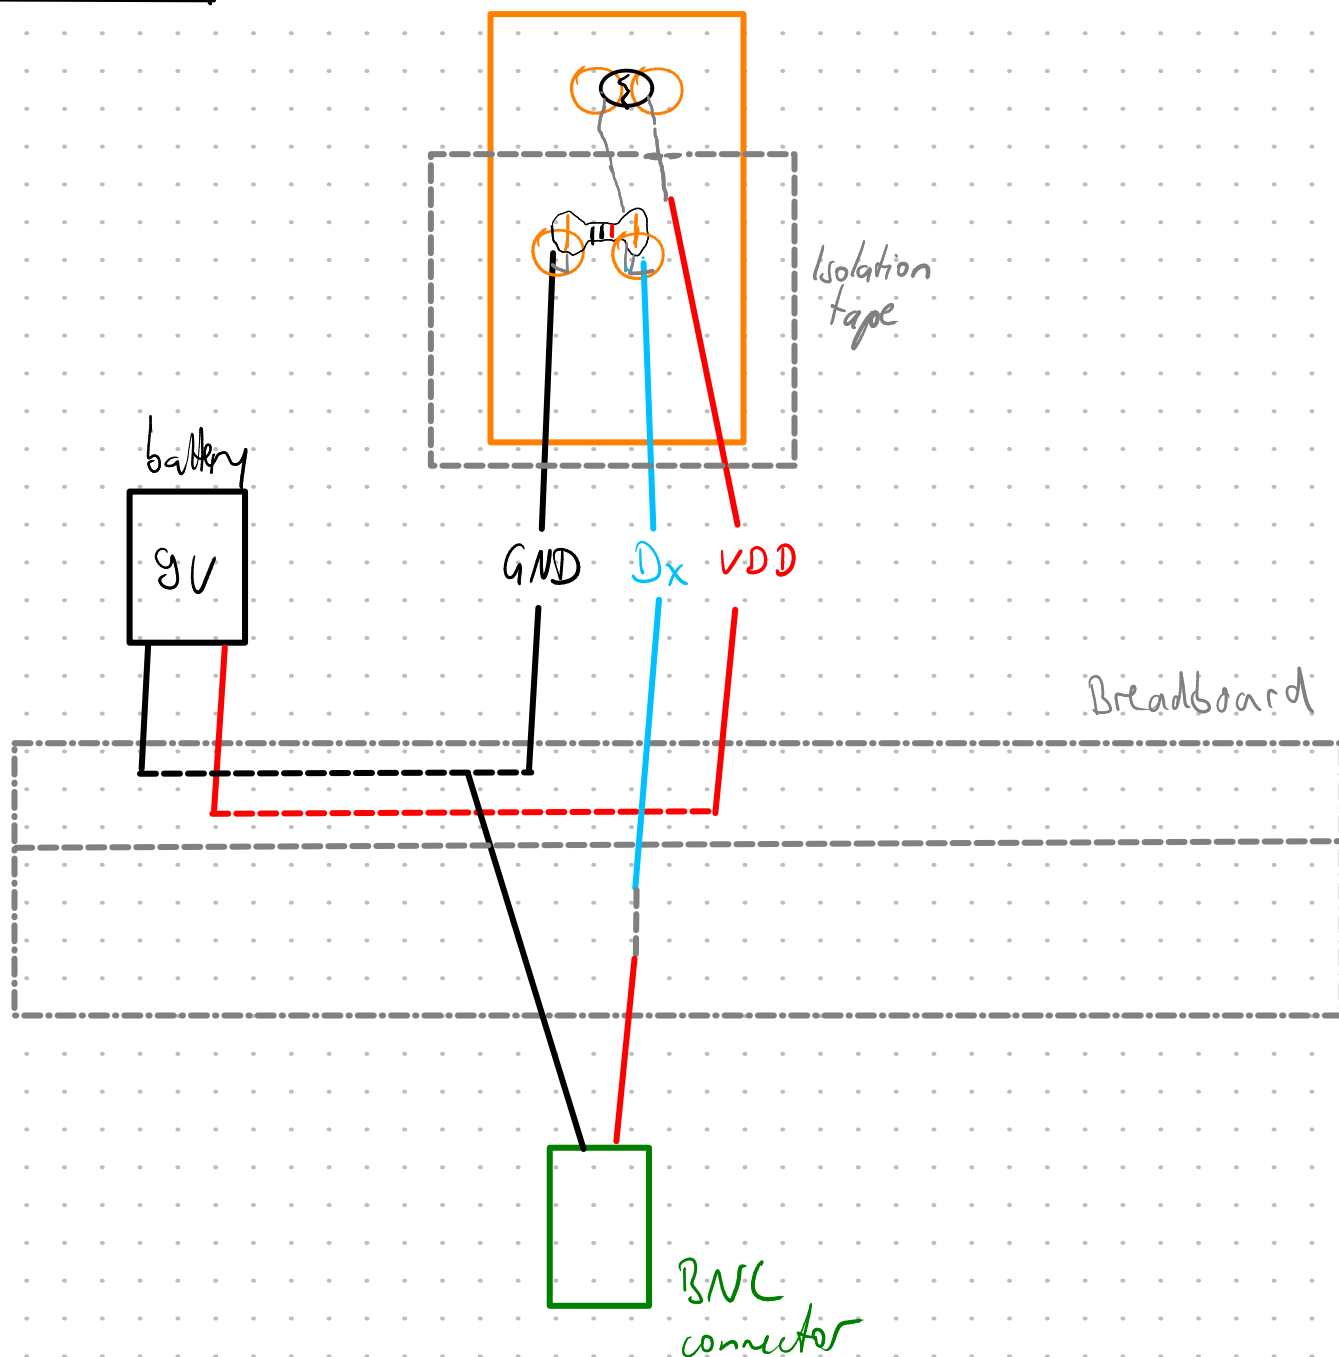 Isolation
tape
battery
9V
GND
Dx
VDD
Breadboard
BNC
connector